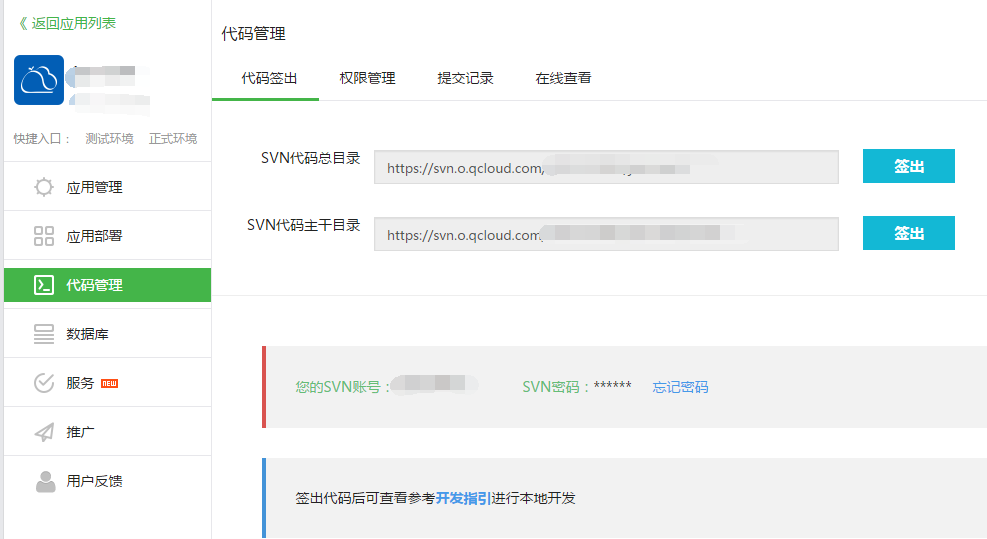 《 返回应用列表
快捷入口： 测试环境 正式环境
应用管理
应用部署
代码管理
数据库
服务 NEW
推广
用户反馈
代码管理
代码签出 权限管理 提交记录 在线查看
SVN代码总目录 https://svn.o.qcloud.com/ 签出
SVN代码主干目录 https://svn.o.qcloud.com 签出
您的SVN账号： SVN密码：****** 忘记密码
签出代码后可查看参考开发指引进行本地开发